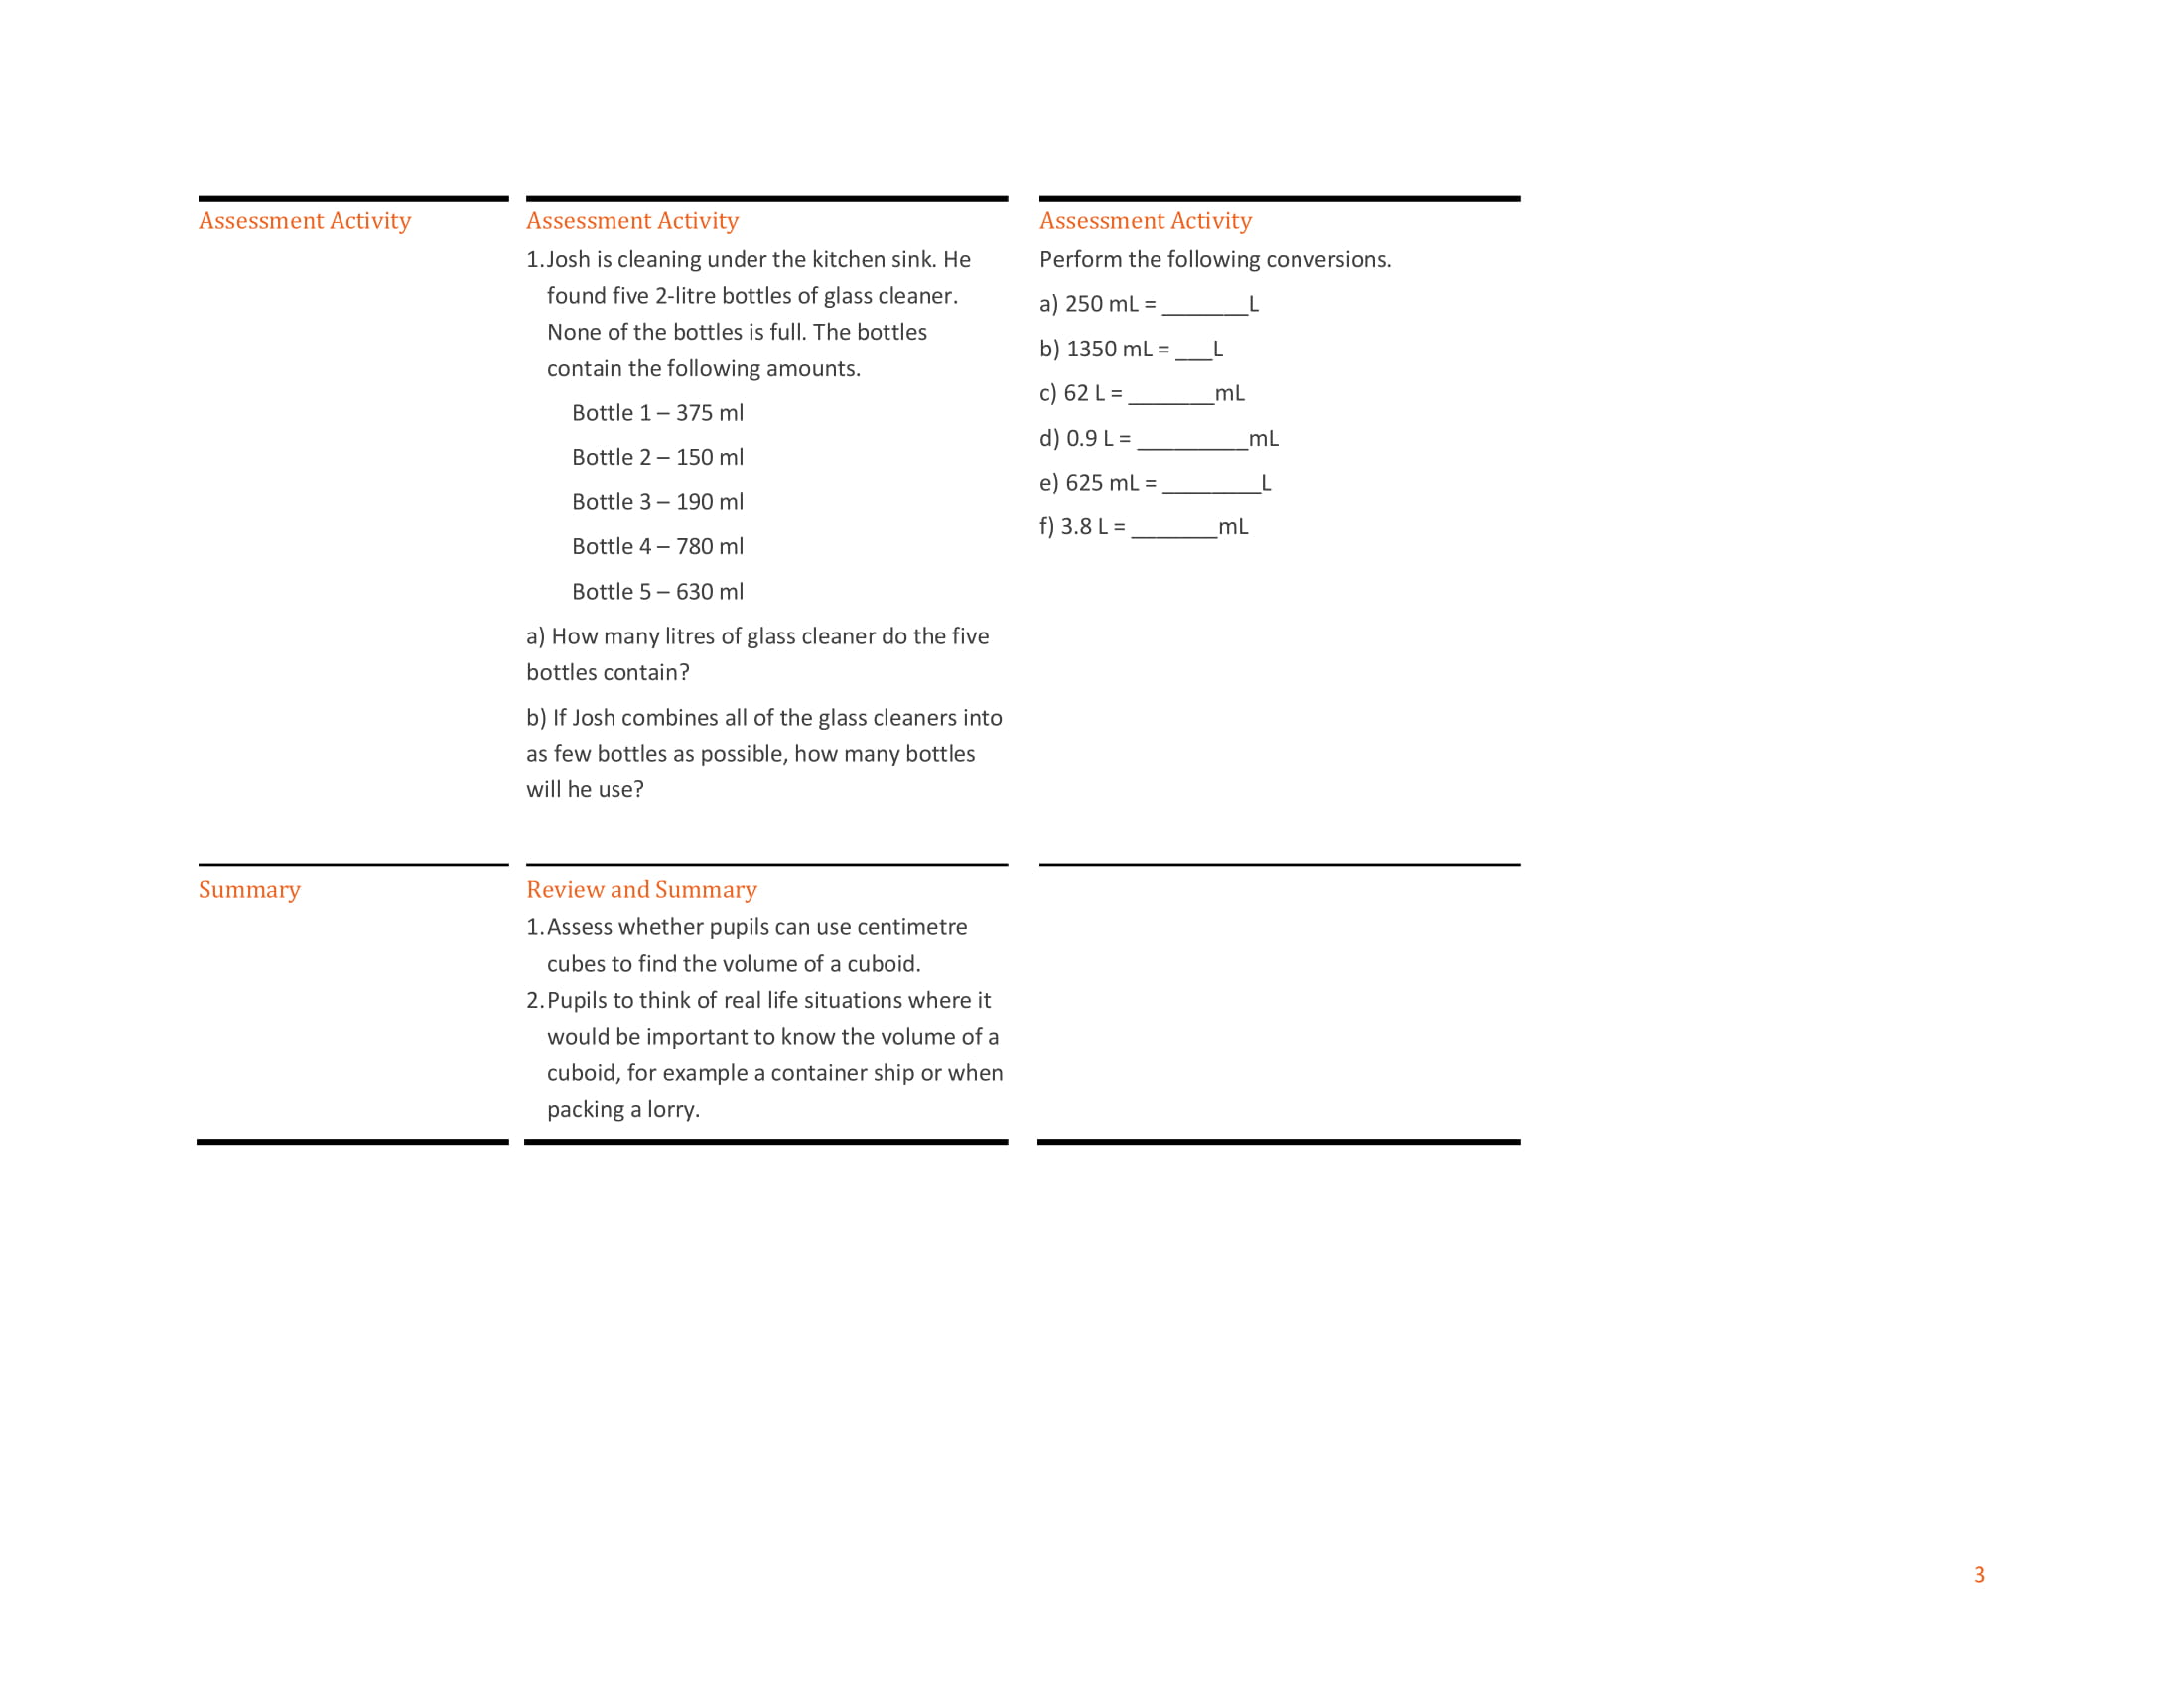 Assessment Activity
Assessment Activity
1.Josh is cleaning under the kitchen sink. He
found five 2-litre bottles of glass cleaner.
None of the bottles is full. The bottles
contain the following amounts.
Bottle 1 – 375 ml
Bottle 2 – 150 ml
Bottle 3 – 190 ml
Bottle 4 – 780 ml
Bottle 5 – 630 ml
a) How many litres of glass cleaner do the five
bottles contain?
b) If Josh combines all of the glass cleaners into
as few bottles as possible, how many bottles
will he use?
Assessment Activity
Perform the following conversions.
a) 250 mL = _______L
b) 1350 mL = ___L
c) 62 L = _______mL
d) 0.9 L = _________mL
e) 625 mL = ________L
f) 3.8 L = _______mL
Summary
Review and Summary
1.Assess whether pupils can use centimetre
cubes to find the volume of a cuboid.
2.Pupils to think of real life situations where it
would be important to know the volume of a
cuboid, for example a container ship or when
packing a lorry.
3